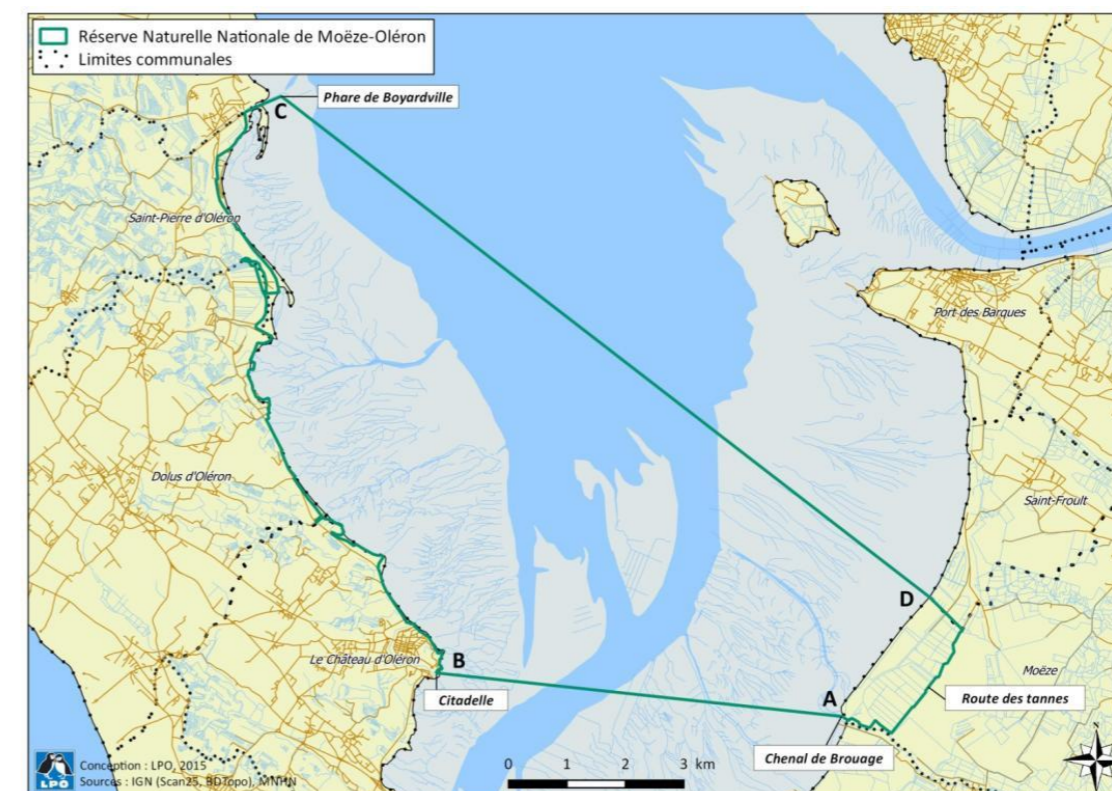 Réserve Naturelle Nationale de Moëze-Oléron
Limites communales
Phare de Boyardville
C
Saint-Pierre d'Oléron
Port des Barques
Dolus d'Oléron
Saint-Froult
D
Le Château d'Oléron
B
Moëze
Citadelle
A
Route des tannes
Chenal de Brouage
N
LPO
Conception : LPO, 2015
Sources : IGN (Scan25, BDTopo), MNHN
0 1 2 3 km